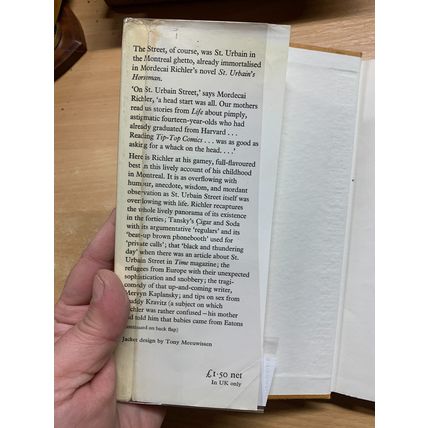 The Street, of course, was St. Urbain in
the Montreal ghetto, already immortalised
in Mordecai Richler's novel St. Urbain's
Horseman.
'On St. Urbain Street,' says Mordecai
Richler, 'a head start was all. Our mothers
read us stories from Life about pimply,
astigmatic fourteen-year-olds who had
already graduated from Harvard . . .
Reading Tip-Top Comics . . . was as good as
asking for a whack on the head. . . .'
Here is Richler at his gamey, full-flavoured
best in this lively account of his childhood
in Montreal. It is as overflowing with
humour, anecdote, wisdom, and mordant
observation as St. Urbain Street itself was
overflowing with life. Richler recaptures
the whole lively panorama of its existence
in the forties; Tansky's Cigar and Soda
with its argumentative 'regulars' and its
'beat-up brown phonebooth' used for
'private calls'; that 'black and thundering
day' when there was an article about St.
Urbain Street in Time magazine; the
refugees from Europe with their unexpected
sophistication and snobbery; the tragi-
comedy of that up-and-coming writer,
Mervyn Kaplansky; and tips on sex from
Duddy Kravitz (a subject on which
Richler was rather confused – his mother
had told him that babies came from Eatons
(continued on back flap)
Jacket design by Tony Meeuwissen
£1·50 net
In UK only